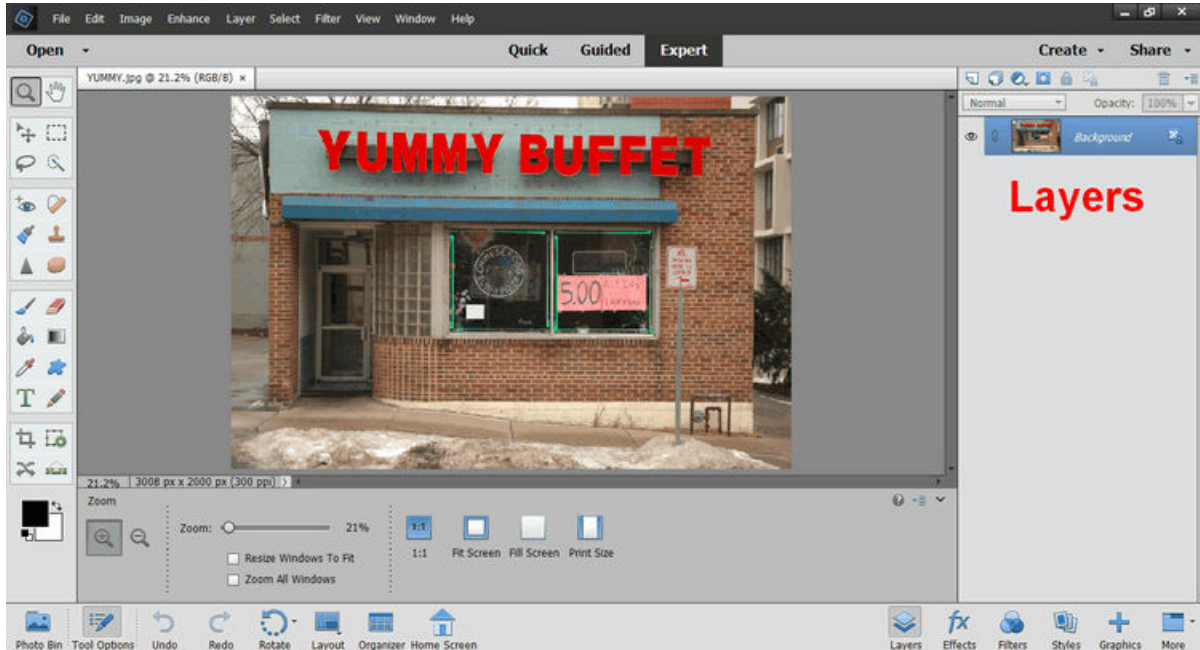 File Edit Image Enhance Layer Select Filter View Window Help
Open Quick Guided Expert Create Share
YUMMY.jpg @ 21.2% (RGB/8) ×
Normal Opacity: 100%
Background
Layers
YUMMY BUFFET
5.00
21.2% 3008 px x 2000 px (300 ppi)
Zoom
Zoom: 21%
Resize Windows To Fit
Zoom All Windows
1:1
1:1 Fit Screen Fill Screen Print Size
Photo Bin Tool Options Undo Redo Rotate Layout Organizer Home Screen Layers Effects Filters Styles Graphics More